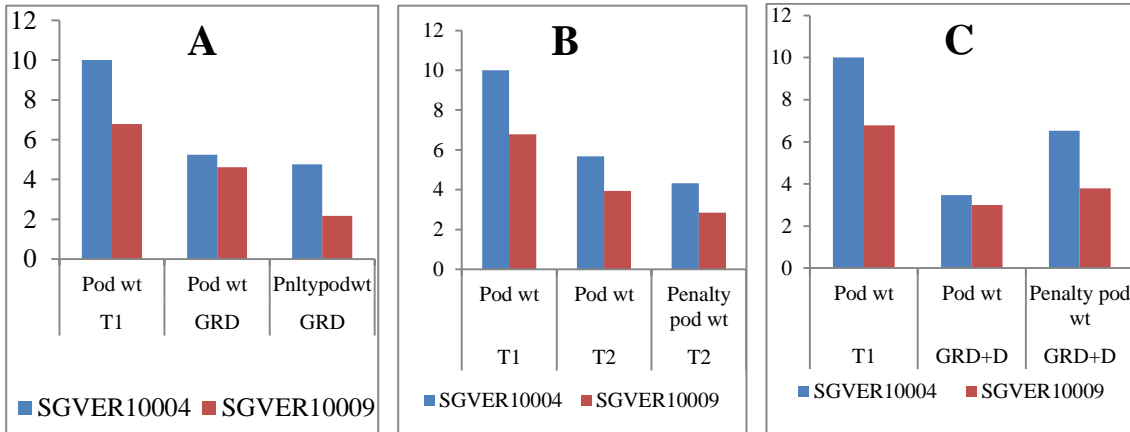 A
12
10
8
6
4
2
0
Pod wt Pod wt Pnltypodwt
T1 GRD GRD
SGVER10004 SGVER10009
B
12
10
8
6
4
2
0
Pod wt Pod wt Penalty
pod wt
T1 T2 T2
SGVER10004 SGVER10009
C
12
10
8
6
4
2
0
Pod wt Pod wt Penalty pod
wt
T1 GRD+D GRD+D
SGVER10004 SGVER10009